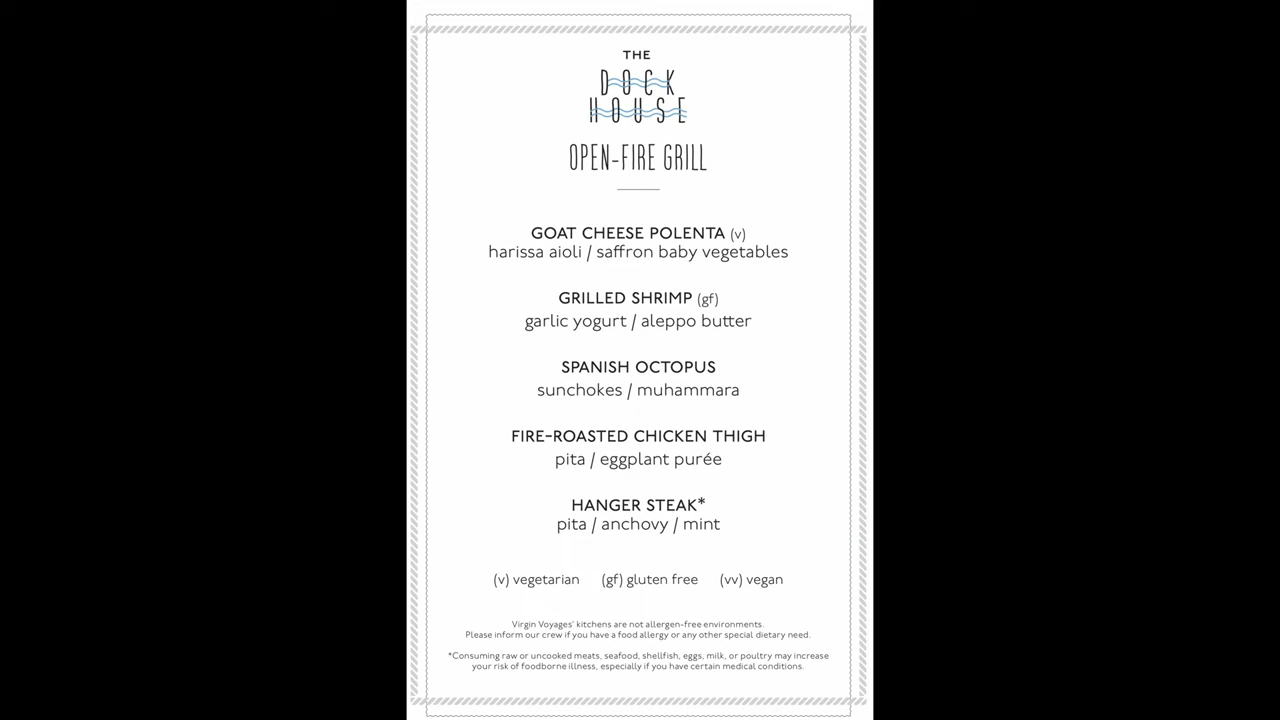 THE
DOCK
HOUSE
OPEN-FIRE GRILL
GOAT CHEESE POLENTA (v)
harissa aioli / saffron baby vegetables
GRILLED SHRIMP (gf)
garlic yogurt / aleppo butter
SPANISH OCTOPUS
sunchokes / muhammara
FIRE-ROASTED CHICKEN THIGH
pita / eggplant purée
HANGER STEAK*
pita / anchovy / mint
(v) vegetarian (gf) gluten free (vv) vegan
Virgin Voyages' kitchens are not allergen-free environments.
Please inform our crew if you have a food allergy or any other special dietary need.
*Consuming raw or uncooked meats, seafood, shellfish, eggs, milk, or poultry may increase
your risk of foodborne illness, especially if you have certain medical conditions.